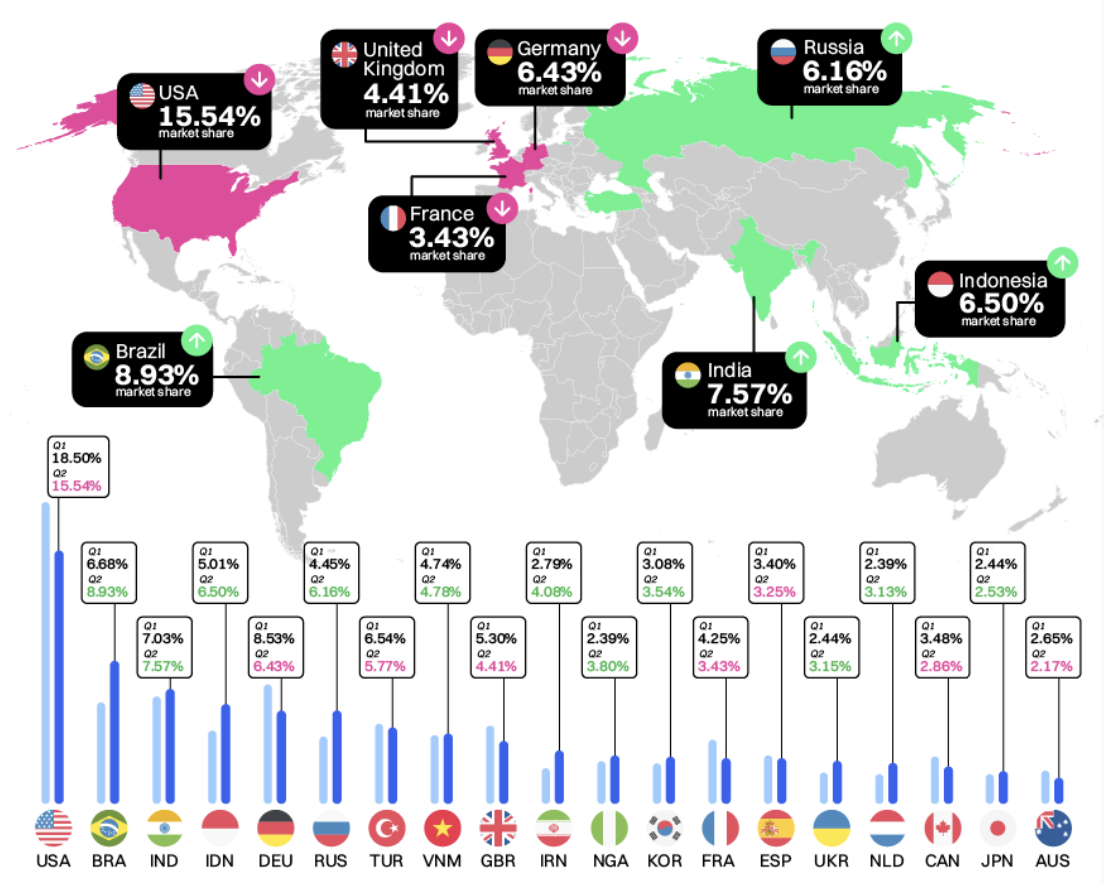 United
Kingdom
4.41%
market share
Germany
6.43%
market share
Russia
6.16%
market share
USA
15.54%
market share
France
3.43%
market share
Indonesia
6.50%
market share
Brazil
8.93%
market share
India
7.57%
market share
Q1
18.50%
Q2
15.54%
Q1
6.68%
Q2
8.93%
Q1
7.03%
Q2
7.57%
Q1
5.01%
Q2
6.50%
Q1
8.53%
Q2
6.43%
Q1
4.45%
Q2
6.16%
Q1
6.54%
Q2
5.77%
Q1
4.74%
Q2
4.78%
Q1
5.30%
Q2
4.41%
Q1
2.79%
Q2
4.08%
Q1
2.39%
Q2
3.80%
Q1
3.08%
Q2
3.54%
Q1
4.25%
Q2
3.43%
Q1
3.40%
Q2
3.25%
Q1
2.44%
Q2
3.15%
Q1
2.39%
Q2
3.13%
Q1
3.48%
Q2
2.86%
Q1
2.44%
Q2
2.53%
Q1
2.65%
Q2
2.17%
USA BRA IND IDN DEU RUS TUR VNM GBR IRN NGA KOR FRA ESP UKR NLD CAN JPN AUS